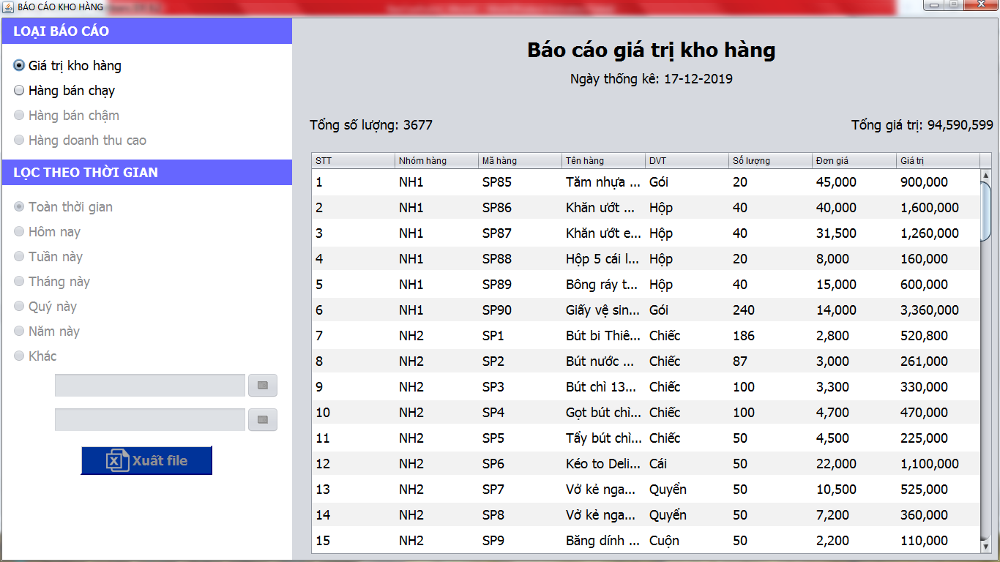 BÁO CÁO KHO HÀNG
LOẠI BÁO CÁO
Giá trị kho hàng
Hàng bán chạy
Hàng bán chậm
Hàng doanh thu cao
LỌC THEO THỜI GIAN
Toàn thời gian
Hôm nay
Tuần này
Tháng này
Quý này
Năm này
Khác
Xuất file
Báo cáo giá trị kho hàng
Ngày thống kê: 17-12-2019
Tổng số lượng: 3677 Tổng giá trị: 94,590,599
STT Nhóm hàng Mã hàng Tên hàng DVT Số lượng Đơn giá Giá trị
1 NH1 SP85 Tăm nhựa ... Gói 20 45,000 900,000
2 NH1 SP86 Khăn ướt ... Hộp 40 40,000 1,600,000
3 NH1 SP87 Khăn ướt e... Hộp 40 31,500 1,260,000
4 NH1 SP88 Hộp 5 cái l... Hộp 20 8,000 160,000
5 NH1 SP89 Bông ráy t... Hộp 40 15,000 600,000
6 NH1 SP90 Giấy vệ sin... Gói 240 14,000 3,360,000
7 NH2 SP1 Bút bi Thiê... Chiếc 186 2,800 520,800
8 NH2 SP2 Bút nước ... Chiếc 87 3,000 261,000
9 NH2 SP3 Bút chì 13... Chiếc 100 3,300 330,000
10 NH2 SP4 Gọt bút chì... Chiếc 100 4,700 470,000
11 NH2 SP5 Tẩy bút chì... Chiếc 50 4,500 225,000
12 NH2 SP6 Kéo to Deli... Cái 50 22,000 1,100,000
13 NH2 SP7 Vở kẻ nga... Quyển 50 10,500 525,000
14 NH2 SP8 Vở kẻ nga... Quyển 50 7,200 360,000
15 NH2 SP9 Băng dính ... Cuộn 50 2,200 110,000